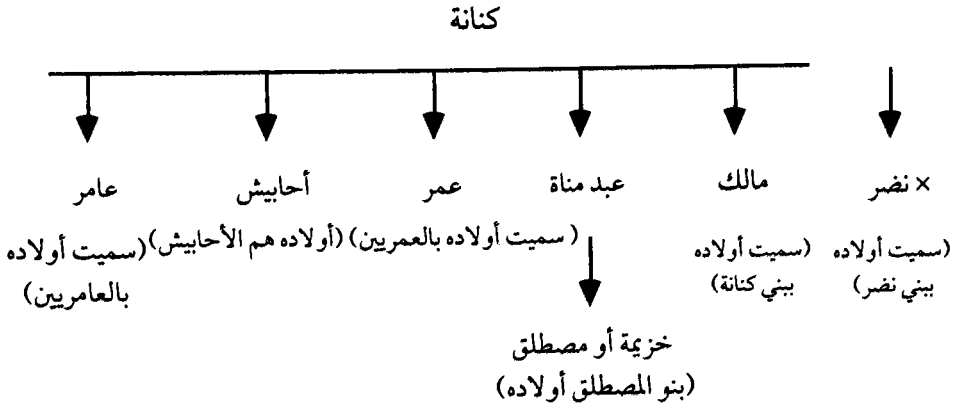 كنانة
× نضر مالك عبد مناة عمر أحابيش عامر
(سميت أولاده ببني نضر)
(سميت أولاده ببني كنانة)
(سميت أولاده بالعمريين)
(أولاده هم الأحابيش)
(سميت أولاده بالعامريين)
خزيمة أو مصطلق
(بنو المصطلق أولاده)